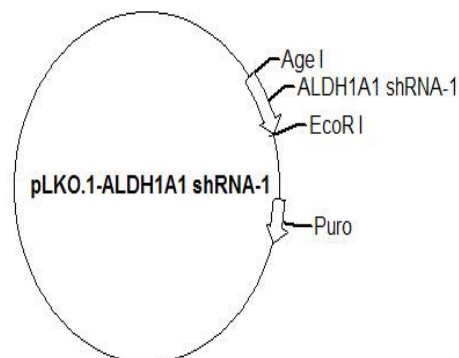 Age I
ALDH1A1 shRNA-1
EcoR I
pLKO.1-ALDH1A1 shRNA-1
Puro